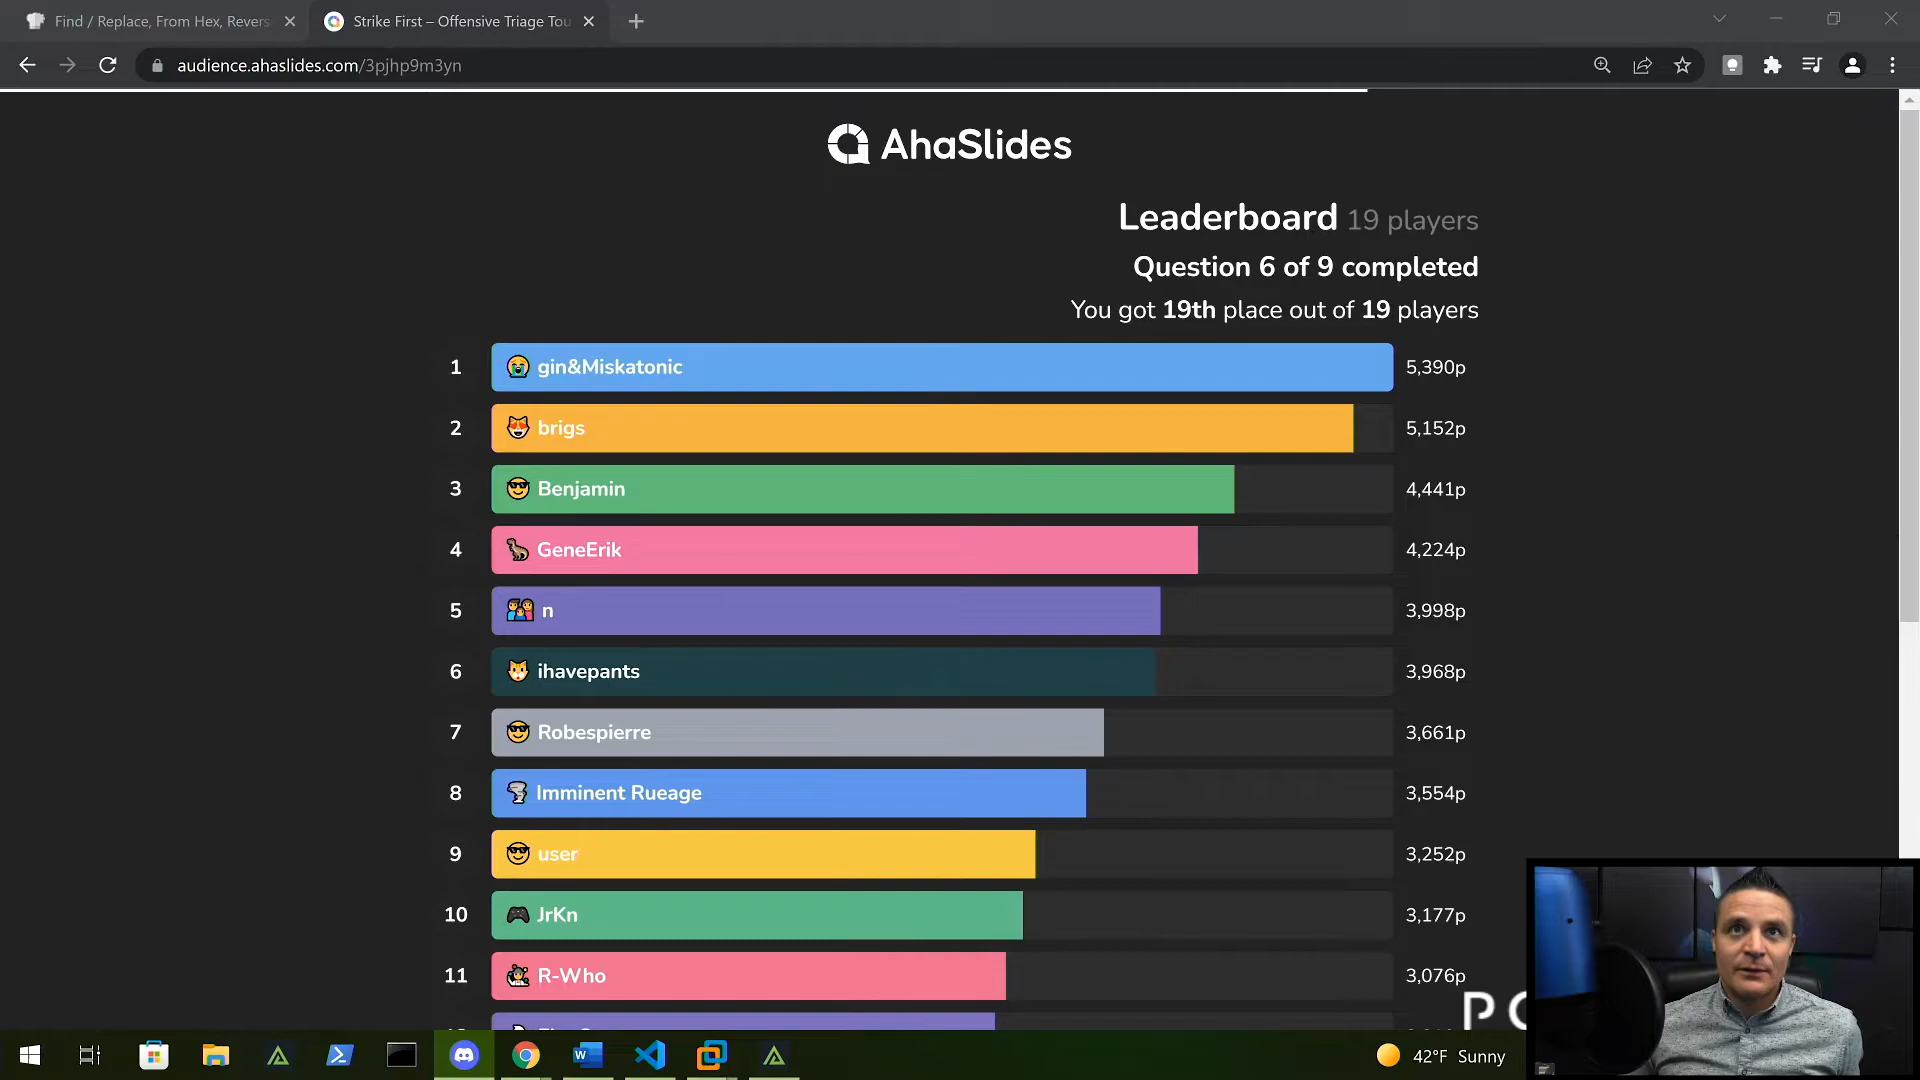 Find / Replace, From Hex, Revers
Strike First – Offensive Triage Tou
audience.ahaslides.com/3pjhp9m3yn
AhaSlides
Leaderboard 19 players
Question 6 of 9 completed
You got 19th place out of 19 players
1 gin&Miskatonic 5,390p
2 brigs 5,152p
3 Benjamin 4,441p
4 GeneErik 4,224p
5 n 3,998p
6 ihavepants 3,968p
7 Robespierre 3,661p
8 Imminent Rueage 3,554p
9 user 3,252p
10 JrKn 3,177p
11 R-Who 3,076p
42°F Sunny